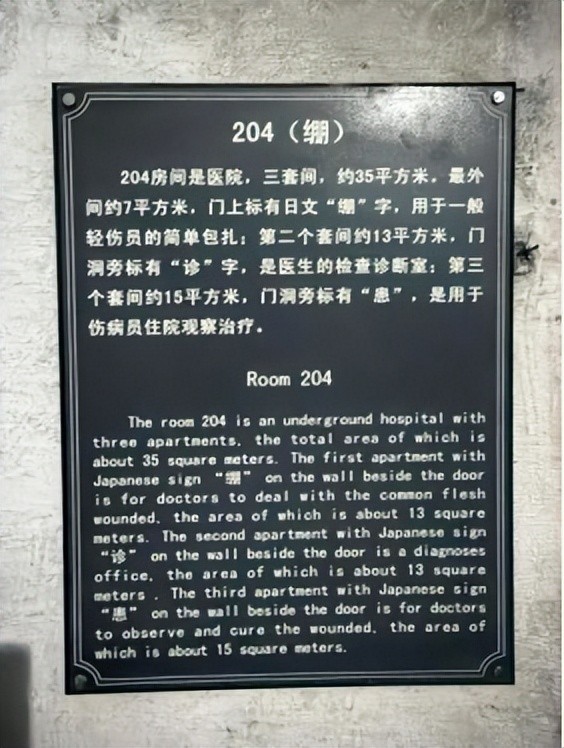 204（绷）
204房间是医院，三套间，约35平方米。最外
间约7平方米，门上标有日文“绷”字，用于一般
轻伤员的简单包扎；第二个套间约13平方米，门
洞旁标有“诊”字，是医生的检查诊断室；第三
个套间约15平方米，门洞旁标有“患”，是用于
伤病员住院观察治疗。
Room 204
The room 204 is an underground hospital with
three apartments, the total area of which is
about 35 square meters. The first apartment with
Japanese sign “绷” on the wall beside the door
is for doctors to deal with the common flesh
wounded, the area of which is about 13 square
meters. The second apartment with Japanese sign
“诊” on the wall beside the door is a diagnoses
office, the area of which is about 13 square
meters . The third apartment with Japanese sign
“患” on the wall beside the door is for doctors
to observe and cure the wounded, the area of
which is about 15 square meters.